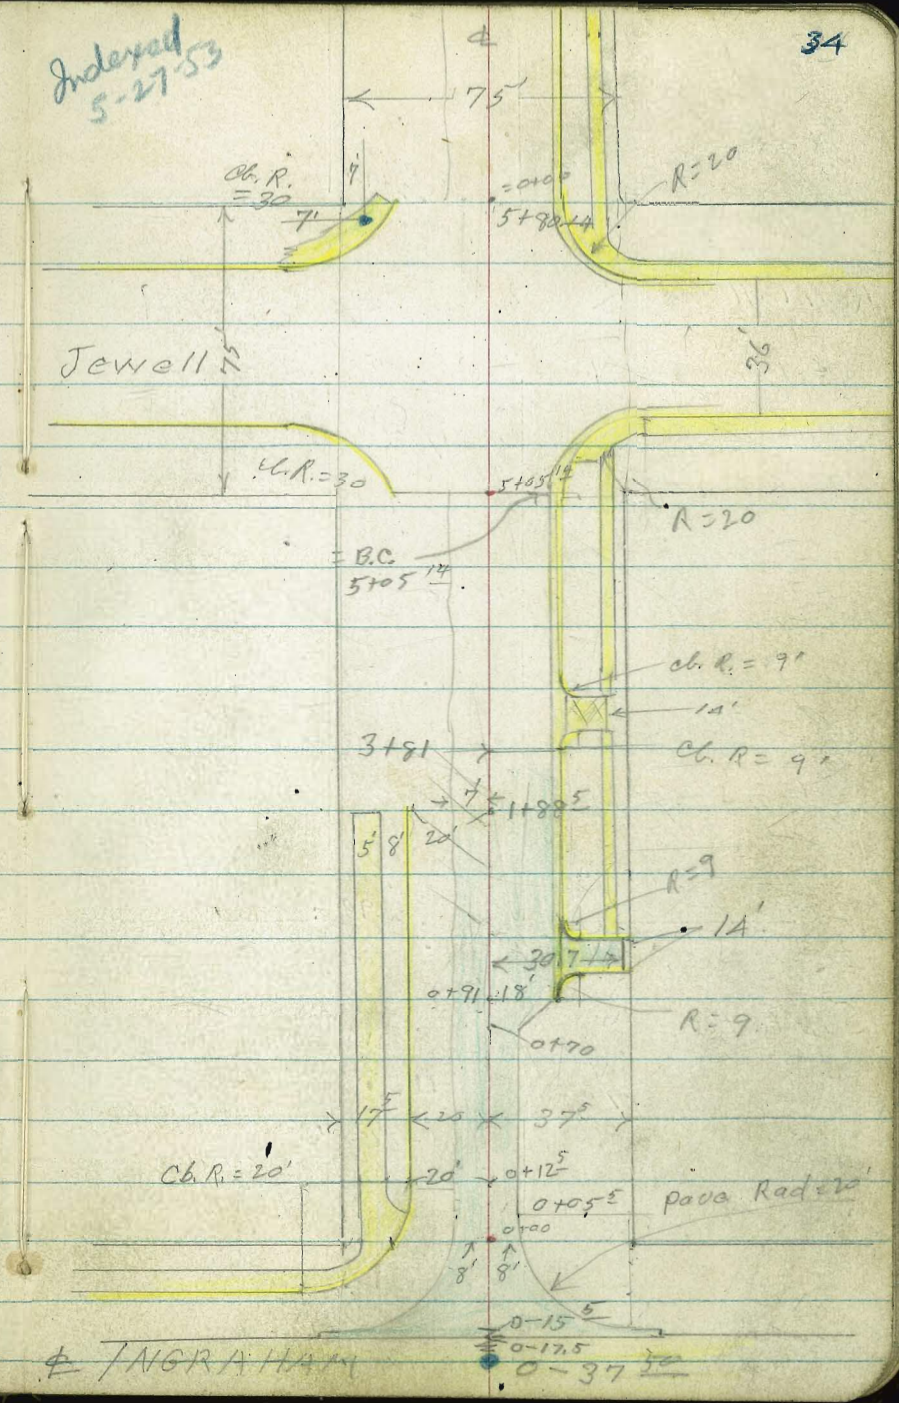 Indexed
5-27-53
34
℄
75'
Cb. R.
= 30
7'
7'
= 0+00
5+80.14
R=20
Jewell
75'
36'
Cb. R. = 30
5+05 14
R = 20
= B.C.
5+05 14
Cb. R. = 9'
14'
3+81
Cb. R = 9'
7
1+88 5
5'
8'
20'
R=9
14'
30.7
0+91
18'
R = 9
0+70
17 5
20
37 5
Cb. R. = 20'
20'
0+12 5
0+05 5
pave Rad = 20'
0+00
8'
8'
0-15 5
0-17.5
℄ INGRAHAM
0-37 50